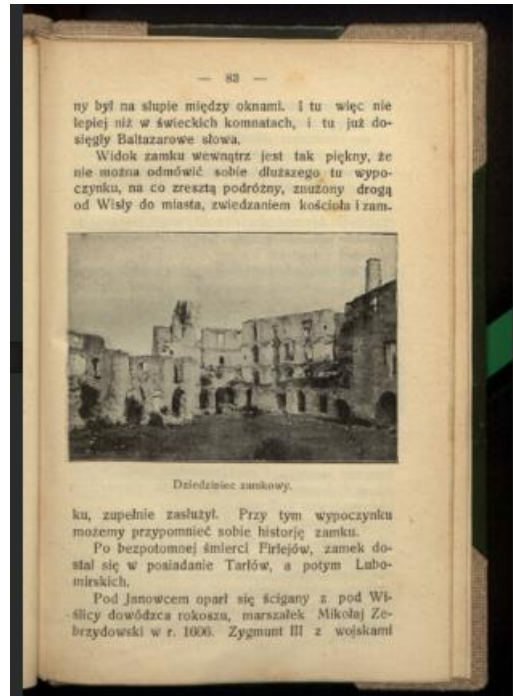 — 83 —
ny był na słupie między oknami. I tu więc nie
lepiej niż w świeckich komnatach, i tu już do-
sięgły Baltazarowe słowa.
Widok zamku wewnątrz jest tak piękny, że
nie można odmówić sobie dłuższego tu wypo-
czynku, na co zresztą podróżny, znużony drogą
od Wisły do miasta, zwiedzaniem kościoła i zam-
Dziedziniec zamkowy.
ku, zupełnie zasłużył. Przy tym wypoczynku
możemy przypomnieć sobie historję zamku.
Po bezpotomnej śmierci Firlejów, zamek do-
stał się w posiadanie Tarłów, a potym Lubo-
mirskich.
Pod Janowcem oparł się ścigany z pod Wi-
ślicy dowódzca rokoszu, marszałek Mikołaj Ze-
brzydowski w r. 1606. Zygmunt III z wojskami